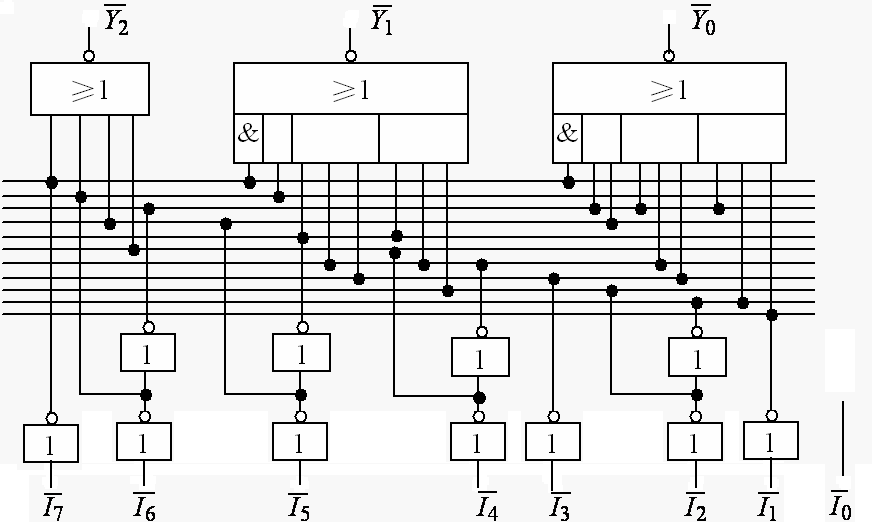 Y̅₂ Y̅₁ Y̅₀
≥1 ≥1 ≥1
& &
1 1 1 1
1 1 1 1 1 1 1
I̅₇ I̅₆ I̅₅ I̅₄ I̅₃ I̅₂ I̅₁ I̅₀